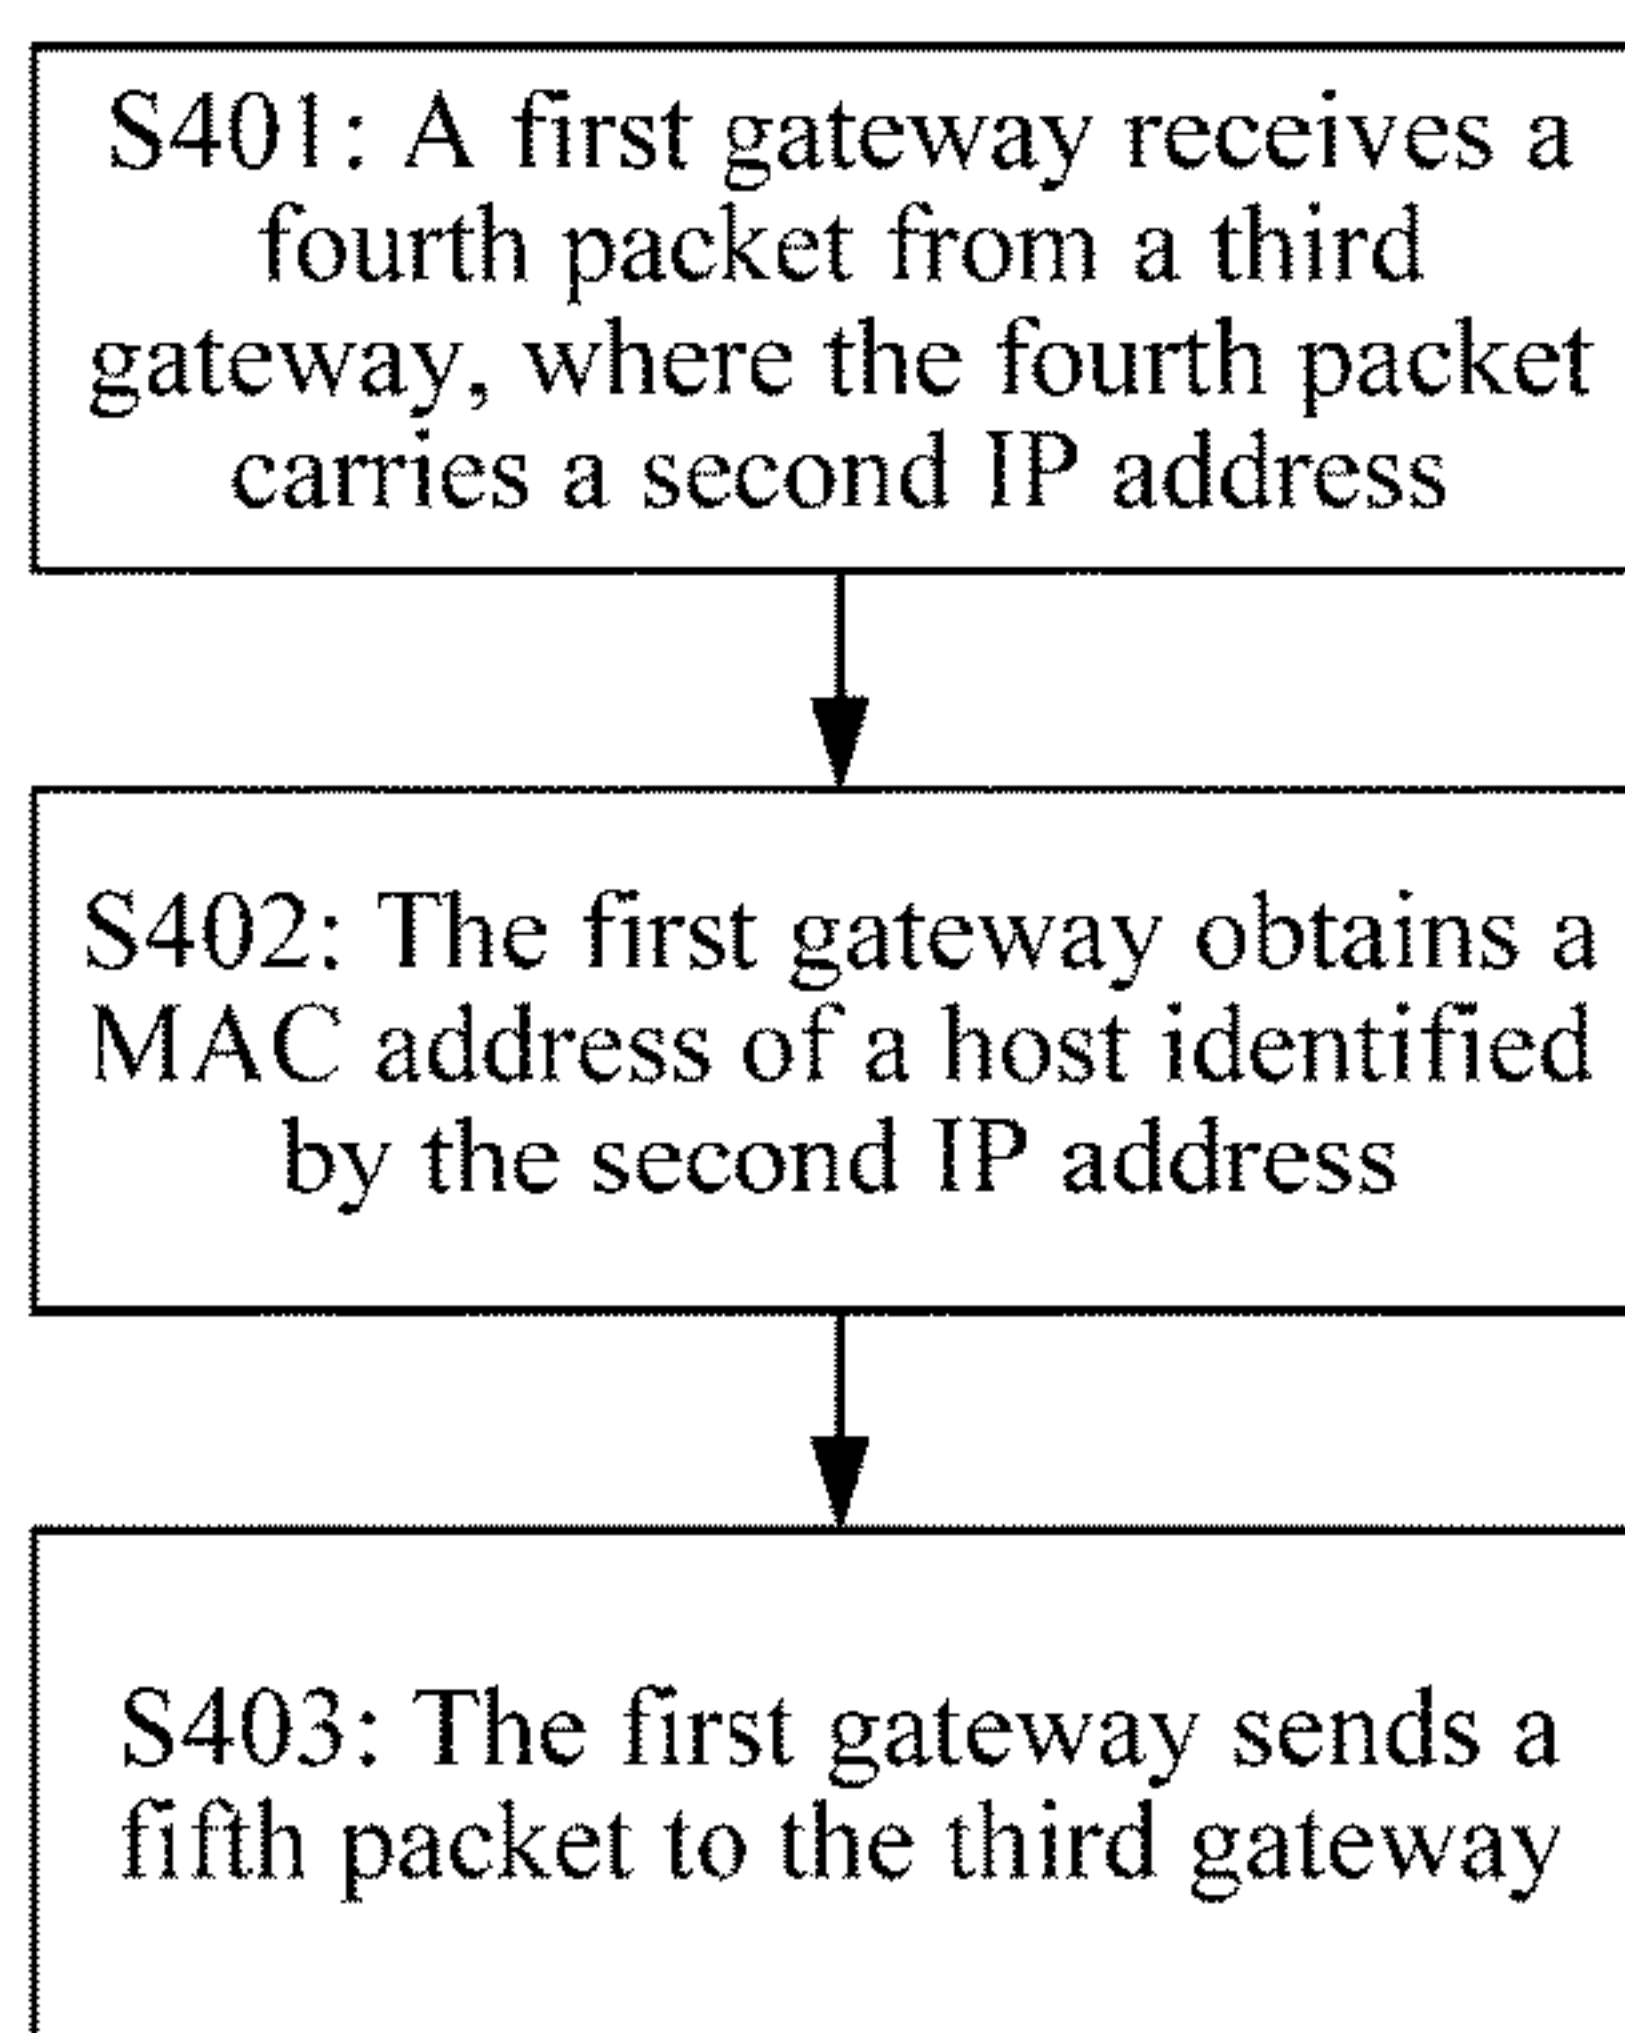 S401: A first gateway receives a
fourth packet from a third
gateway, where the fourth packet
carries a second IP address
S402: The first gateway obtains a
MAC address of a host identified
by the second IP address
S403: The first gateway sends a
fifth packet to the third gateway